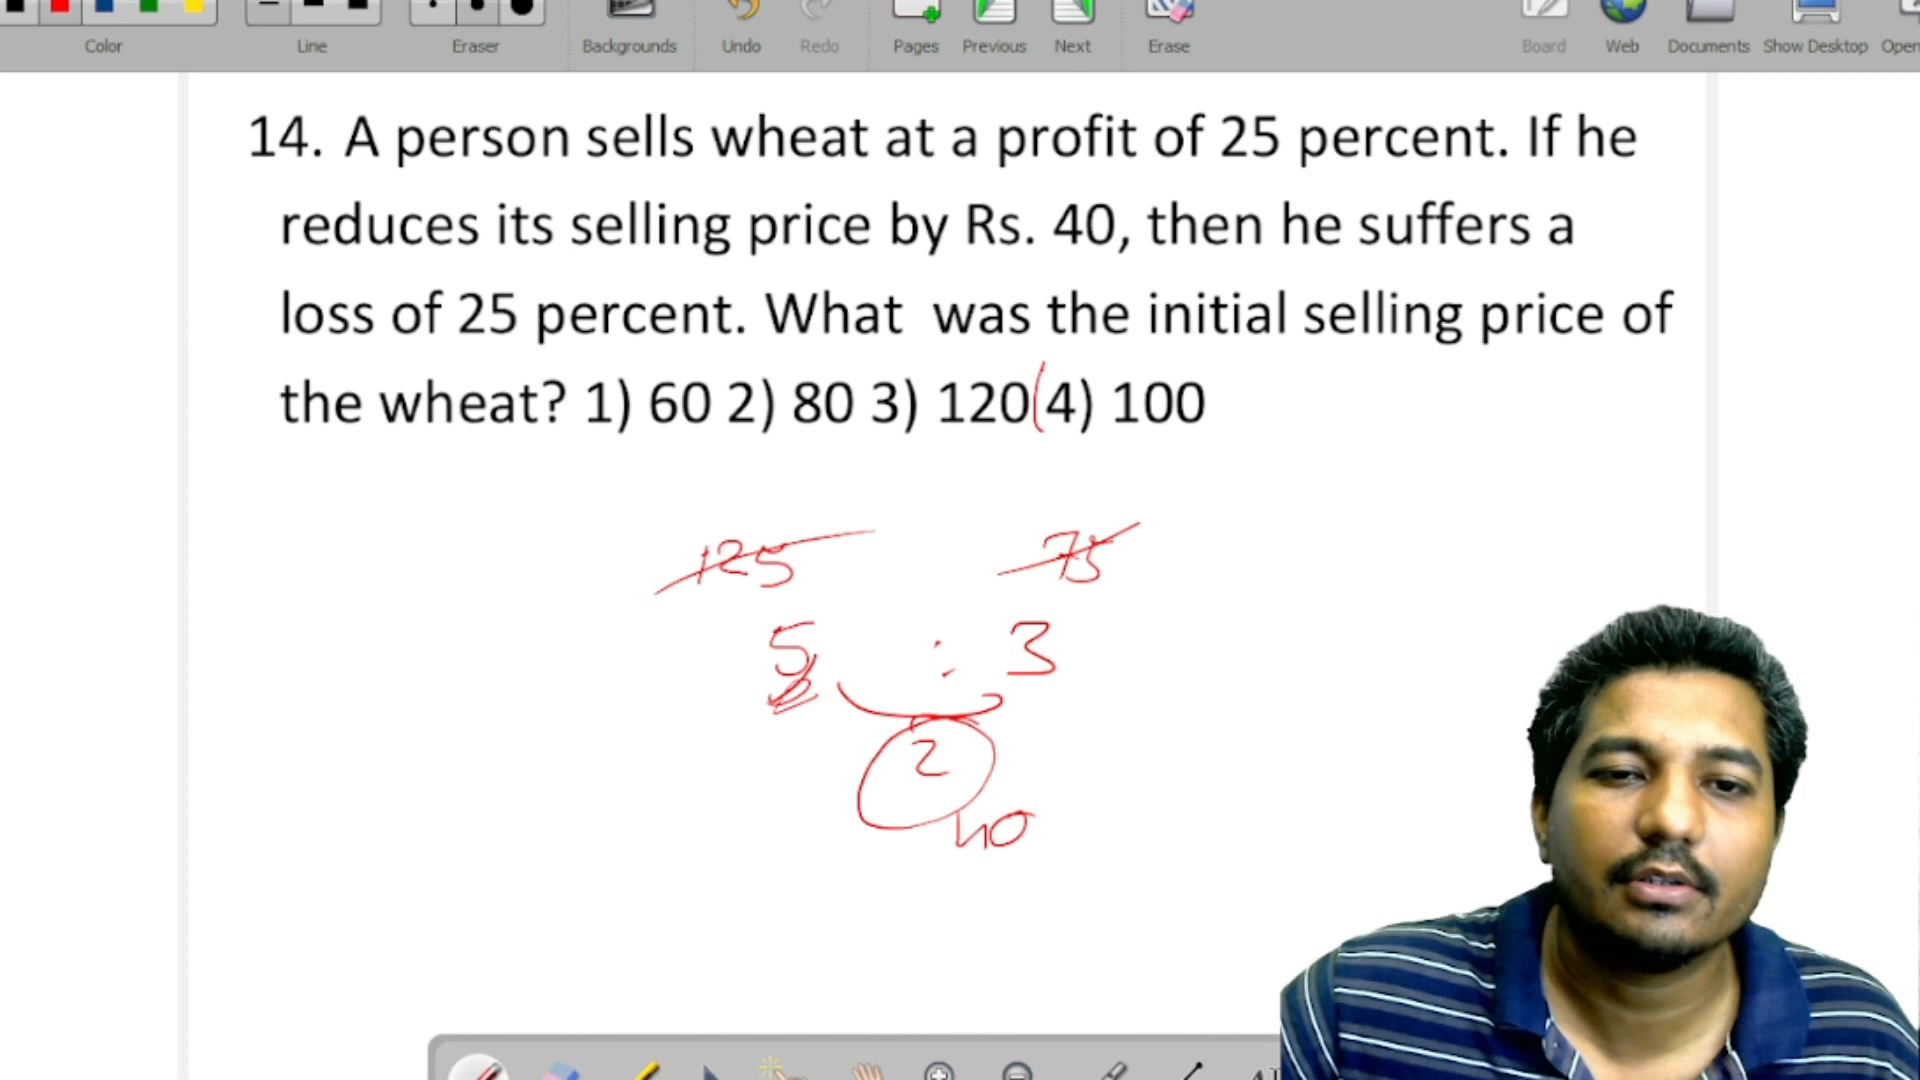 Color Line Eraser Backgrounds Undo Redo Pages Previous Next Erase Board Web Documents Show Desktop Open
14. A person sells wheat at a profit of 25 percent. If he
reduces its selling price by Rs. 40, then he suffers a
loss of 25 percent. What was the initial selling price of
the wheat? 1) 60 2) 80 3) 120 4) 100
125 75
5 : 3
2
40